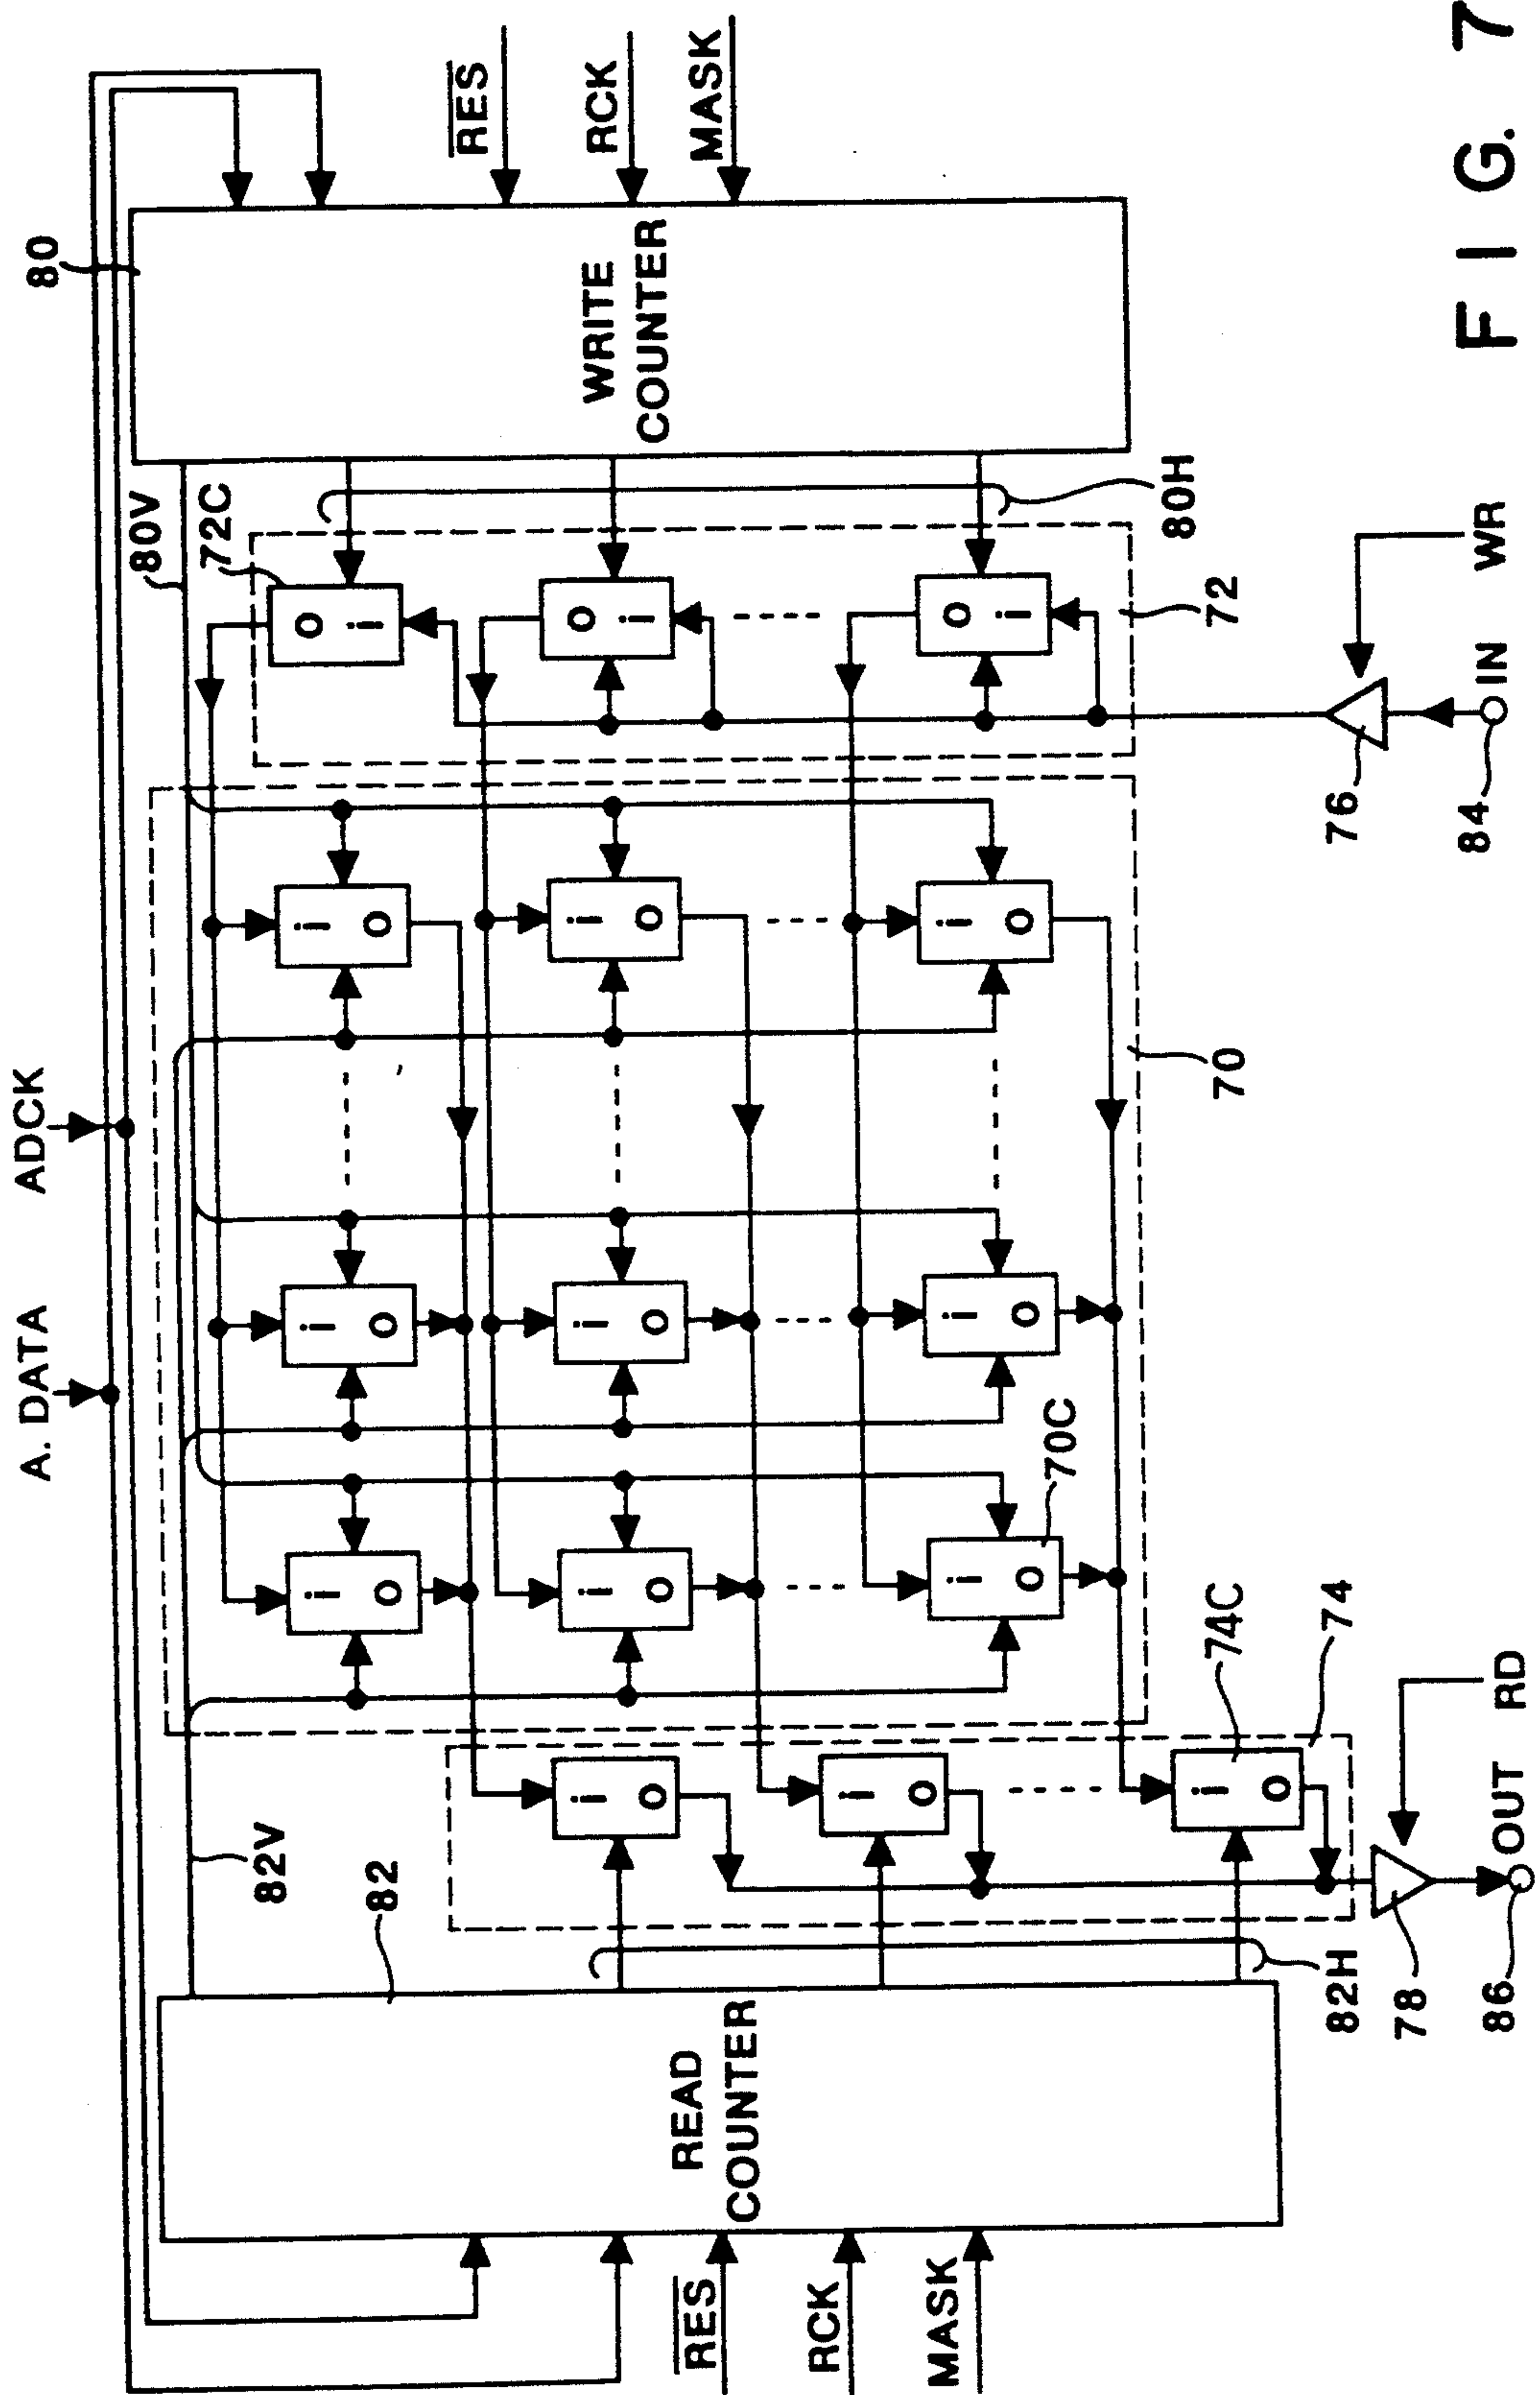 FIG. 7
A. DATA
ADCK
80
RES
RCK
MASK
WRITE
COUNTER
80V
72C
80H
72
i O
i O
i O
WR
IN
76
84
i O
i O
i O
i O
i O
i O
i O
i O
i O
70
70C
74C
74
i O
i O
i O
82V
82
82H
READ
COUNTER
RES
RCK
MASK
RD
OUT
78
86